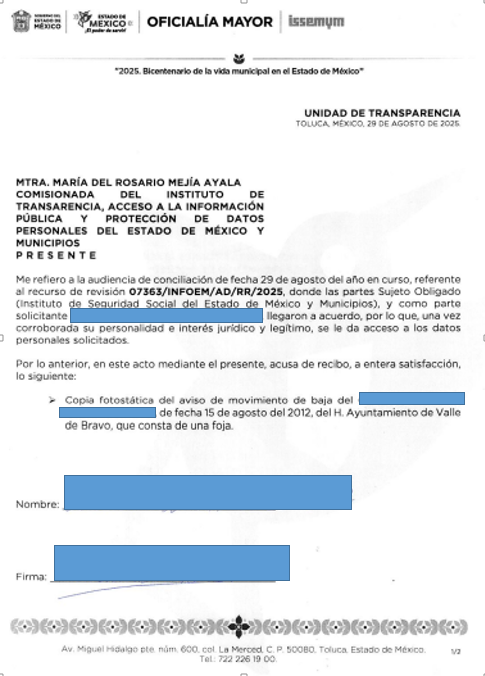 GOBIERNO DEL ESTADO DE MÉXICO
ESTADO DE MÉXICO ¡El poder de servir!
OFICIALÍA MAYOR
issemym
"2025. Bicentenario de la vida municipal en el Estado de México"
UNIDAD DE TRANSPARENCIA
TOLUCA, MÉXICO, 29 DE AGOSTO DE 2025.
MTRA. MARÍA DEL ROSARIO MEJÍA AYALA
COMISIONADA DEL INSTITUTO DE
TRANSARENCIA, ACCESO A LA INFORMACIÓN
PÚBLICA Y PROTECCIÓN DE DATOS
PERSONALES DEL ESTADO DE MÉXICO Y
MUNICIPIOS
P R E S E N T E
Me refiero a la audiencia de conciliación de fecha 29 de agosto del año en curso, referente
al recurso de revisión 07363/INFOEM/AD/RR/2025, donde las partes Sujeto Obligado
(Instituto de Seguridad Social del Estado de México y Municipios), y como parte
solicitante llegaron a acuerdo, por lo que, una vez
corroborada su personalidad e interés jurídico y legítimo, se le da acceso a los datos
personales solicitados.
Por lo anterior, en este acto mediante el presente, acusa de recibo, a entera satisfacción,
lo siguiente:
➤ Copia fotostática del aviso de movimiento de baja del
de fecha 15 de agosto del 2012, del H. Ayuntamiento de Valle
de Bravo, que consta de una foja.
Nombre:
Firma:
Av. Miguel Hidalgo pte. núm. 600, col. La Merced, C. P. 50080, Toluca, Estado de México.
Tel.: 722 226 19 00.
1/2